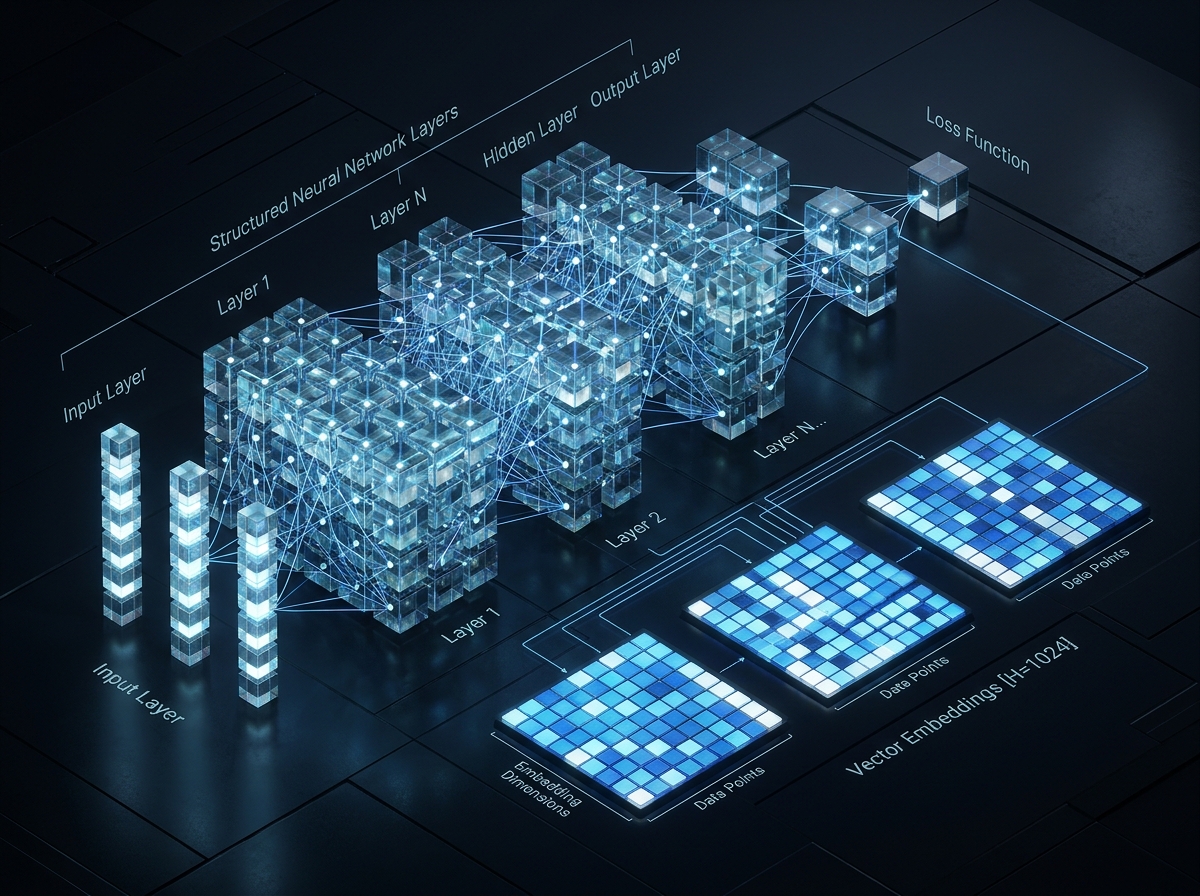 Structured Neural Network Layers
Input Layer
Layer 1
Layer N
Hidden Layer
Output Layer
Loss Function
Input Layer
Layer 1
Layer 2
Layer N...
Embedding
Dimensions
Data Points
Data Points
Data Points
Vector Embeddings [H=1024]